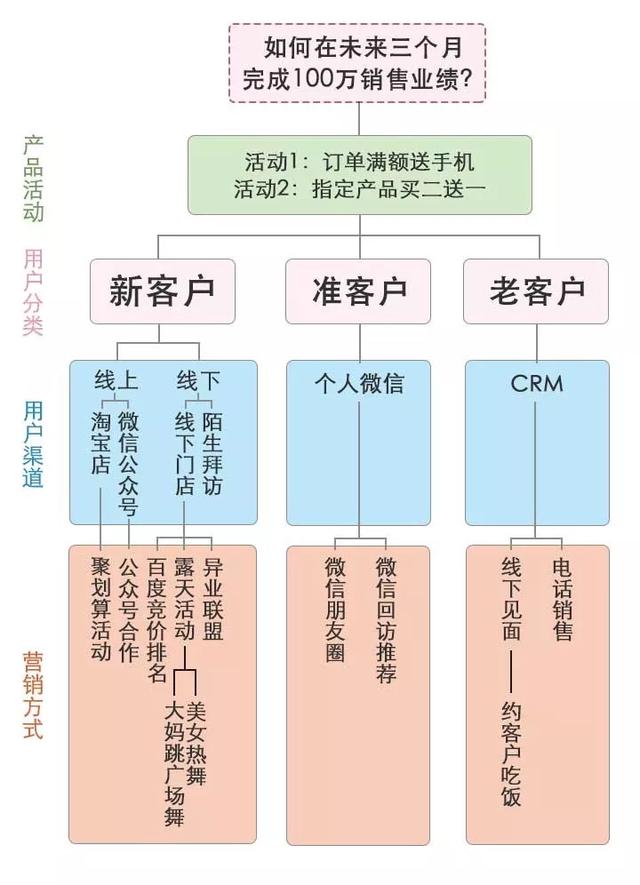 如何在未来三个月
完成100万销售业绩?
产品活动
活动1：订单满额送手机
活动2：指定产品买二送一
用户分类
新客户
准客户
老客户
用户渠道
线上
线下
淘宝店
微信公众号
线下门店
陌生拜访
个人微信
CRM
营销方式
聚划算活动
公众号合作
百度竞价排名
露天活动
异业联盟
大妈跳广场舞
美女热舞
微信朋友圈
微信回访推荐
线下见面
电话销售
约客户吃饭